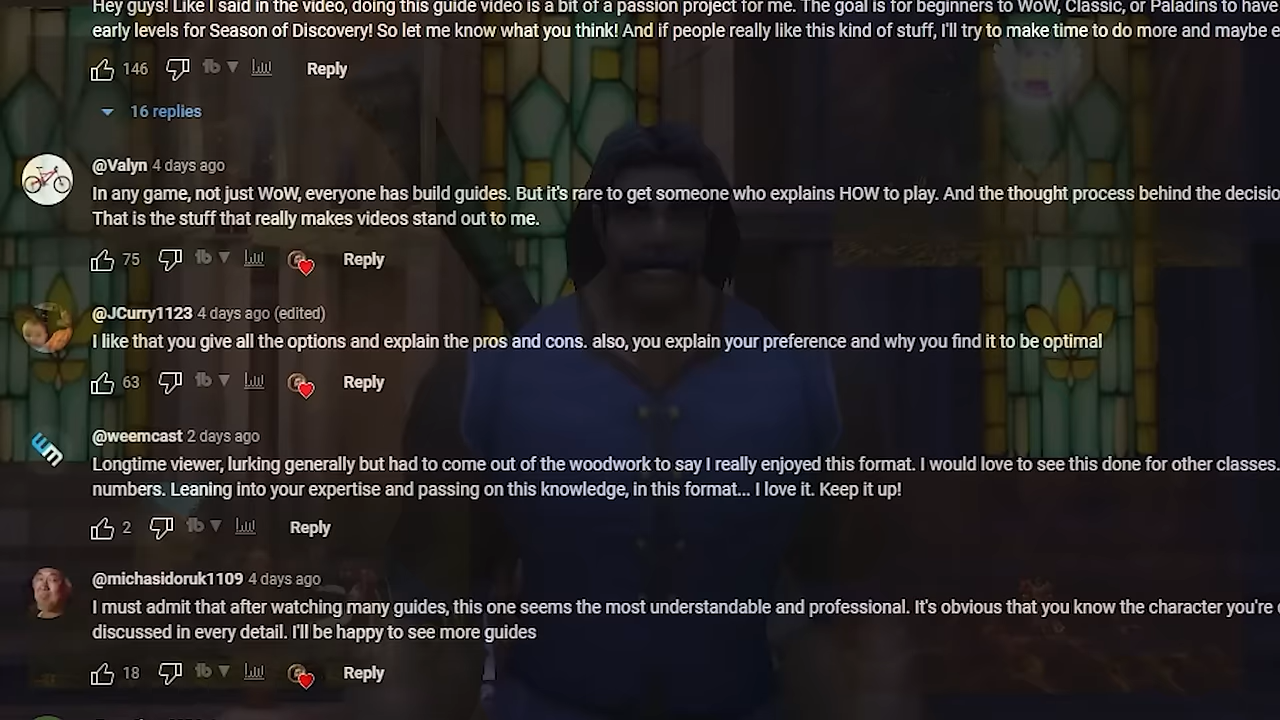 Hey guys! Like I said in the video, doing this guide video is a bit of a passion project for me. The goal is for beginners to WoW, Classic, or Paladins to have
early levels for Season of Discovery! So let me know what you think! And if people really like this kind of stuff, I'll try to make time to do more and maybe
146 Reply
16 replies
@Valyn 4 days ago
In any game, not just WoW, everyone has build guides. But it's rare to get someone who explains HOW to play. And the thought process behind the decisio
That is the stuff that really makes videos stand out to me.
75 Reply
@JCurry1123 4 days ago (edited)
I like that you give all the options and explain the pros and cons. also, you explain your preference and why you find it to be optimal
63 Reply
@weemcast 2 days ago
Longtime viewer, lurking generally but had to come out of the woodwork to say I really enjoyed this format. I would love to see this done for other classes.
numbers. Leaning into your expertise and passing on this knowledge, in this format... I love it. Keep it up!
2 Reply
@michasidoruk1109 4 days ago
I must admit that after watching many guides, this one seems the most understandable and professional. It's obvious that you know the character you're
discussed in every detail. I'll be happy to see more guides
18 Reply